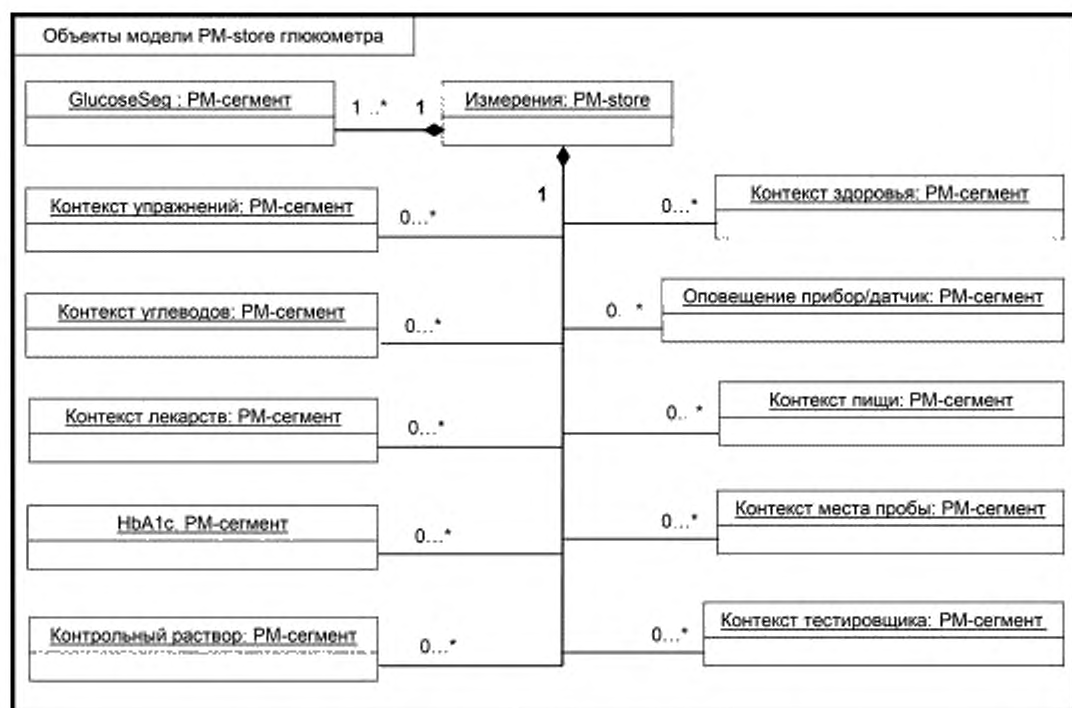 Объекты модели PM-store глюкометра
GlucoseSeg : PM-сегмент
1 ..* 1
Измерения: PM-store
1
Контекст упражнений: PM-сегмент
0...*
0...*
Контекст здоровья: PM-сегмент
Контекст углеводов: PM-сегмент
0...*
0. *
Оповещение прибор/датчик: PM-сегмент
Контекст лекарств: PM-сегмент
0...*
0.. *
Контекст пищи: PM-сегмент
HbA1c. PM-сегмент
0...*
0...*
Контекст места пробы: PM-сегмент
Контрольный раствор: PM-сегмент
0...*
0...*
Контекст тестировщика: PM-сегмент